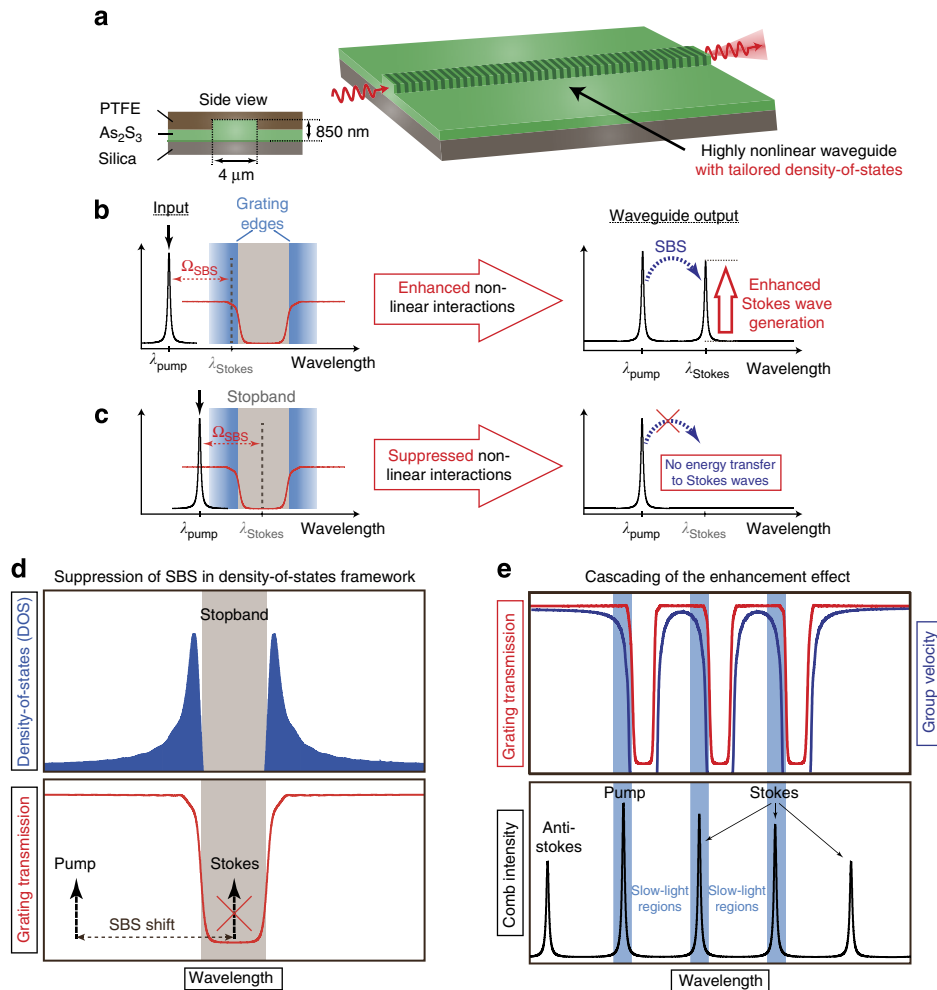 a
Side view
PTFE
As2S3
Silica
850 nm
4 μm
Highly nonlinear waveguide
with tailored density-of-states
b
Input
Grating
edges
ΩSBS
Wavelength
λpump
λStokes
Enhanced non-
linear interactions
Waveguide output
SBS
Enhanced
Stokes wave
generation
λpump
λStokes
Wavelength
c
Stopband
ΩSBS
Wavelength
λpump
λStokes
Suppressed non-
linear interactions
No energy transfer
to Stokes waves
λpump
λStokes
Wavelength
d
Suppression of SBS in density-of-states framework
Density-of-states (DOS)
Stopband
Grating transmission
Pump
Stokes
SBS shift
Wavelength
e
Cascading of the enhancement effect
Grating transmission
Group velocity
Comb intensity
Pump
Stokes
Anti-
stokes
Slow-light
regions
Slow-light
regions
Wavelength